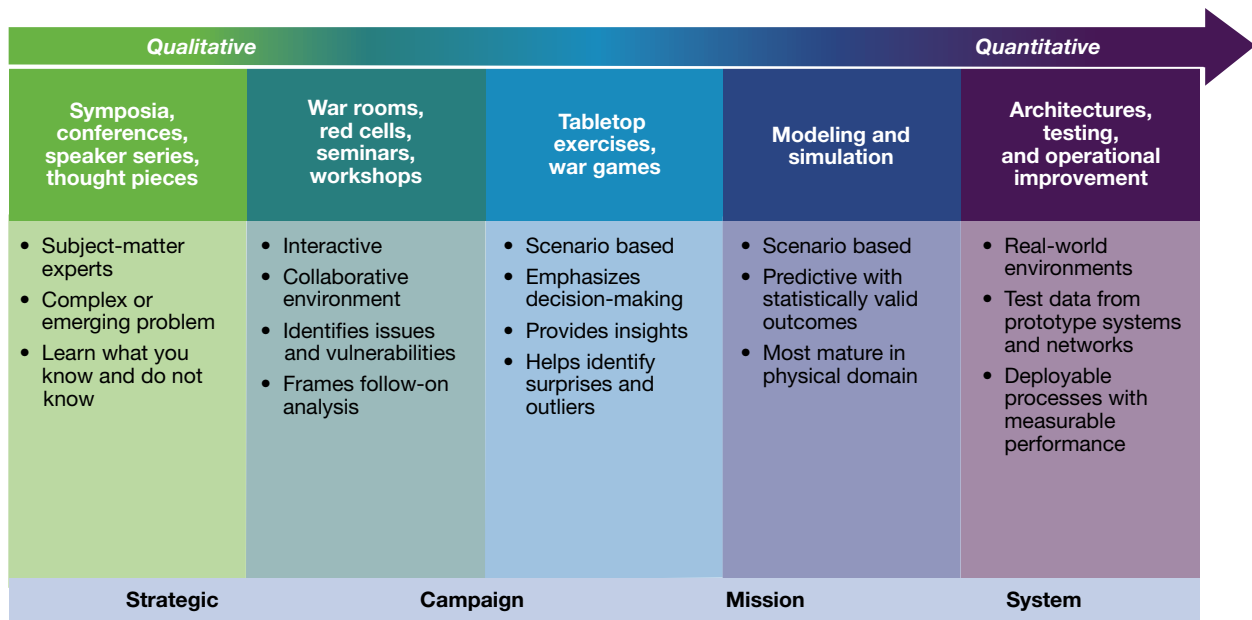 Qualitative
Quantitative
Symposia,
conferences,
speaker series,
thought pieces
War rooms,
red cells,
seminars,
workshops
Tabletop
exercises,
war games
Modeling and
simulation
Architectures,
testing,
and operational
improvement
• Subject-matter
experts
• Complex or
emerging problem
• Learn what you
know and do not
know
• Interactive
• Collaborative
environment
• Identifies issues
and vulnerabilities
• Frames follow-on
analysis
• Scenario based
• Emphasizes
decision-making
• Provides insights
• Helps identify
surprises and
outliers
• Scenario based
• Predictive with
statistically valid
outcomes
• Most mature in
physical domain
• Real-world
environments
• Test data from
prototype systems
and networks
• Deployable
processes with
measurable
performance
Strategic
Campaign
Mission
System